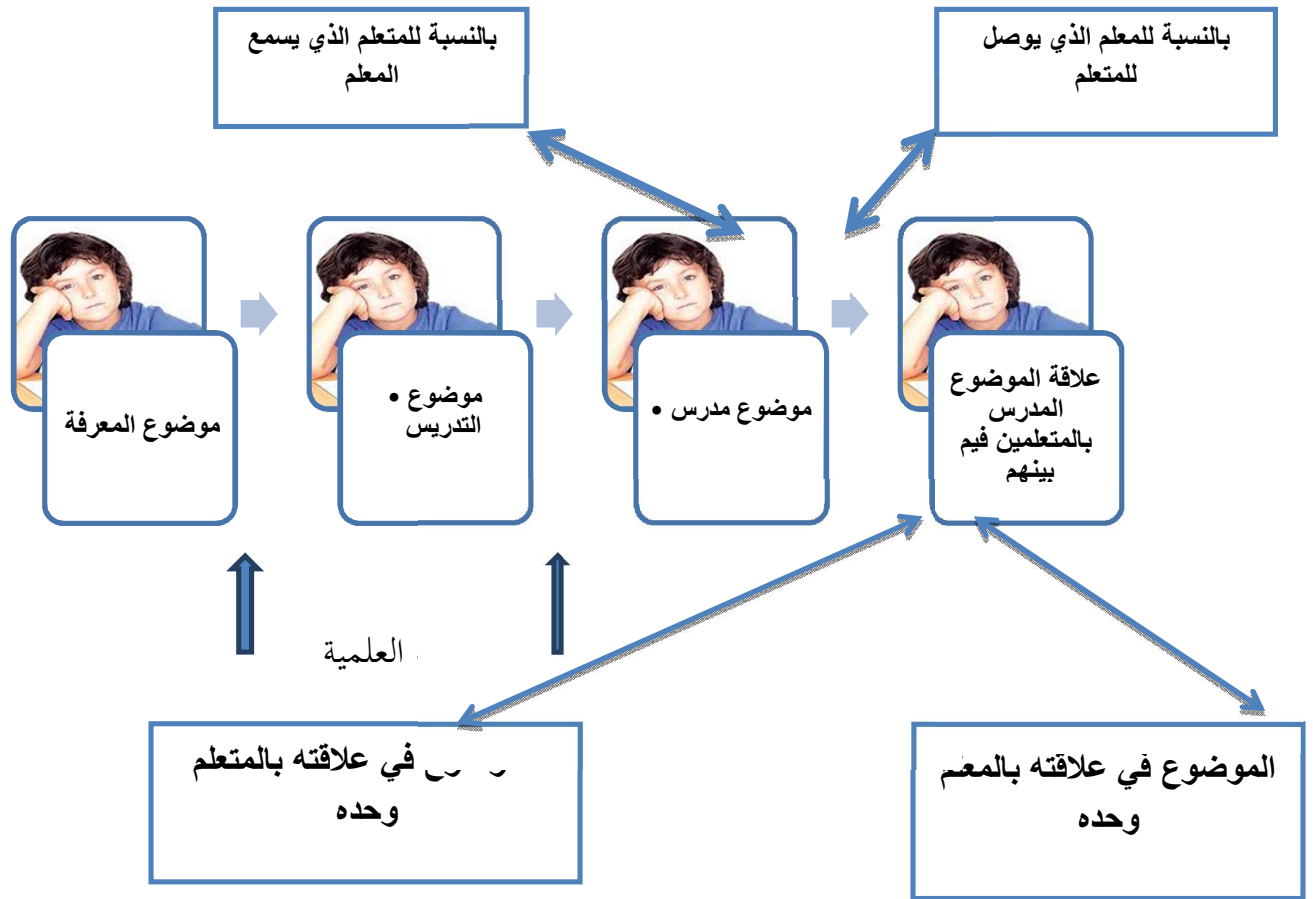 بالنسبة للمعلم الذي يوصل
للمتعلم
بالنسبة للمتعلم الذي يسمع
المعلم
موضوع المعرفة
• موضوع
التدريس
• موضوع مدرس
علاقة الموضوع
المدرس
بالمتعلمين فيم
بينهم
العلمية
الموضوع في علاقته بالمعلم
وحده
في علاقته بالمتعلم
وحده